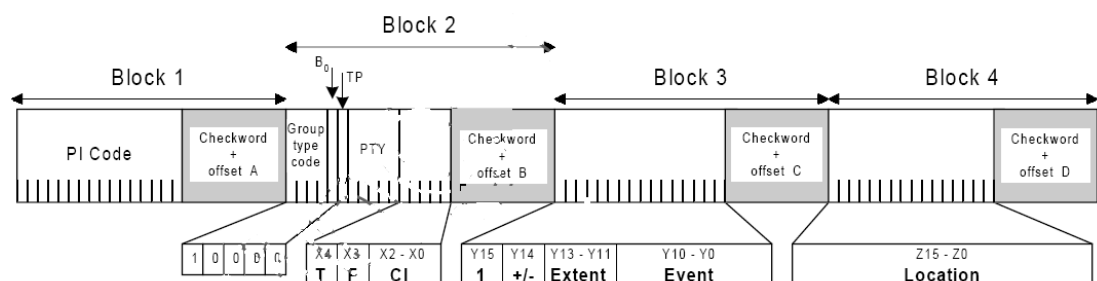 Block 2
B0 TP
Block 1 Block 3 Block 4
PI Code
Checkword
+
offset A
Group
type
code
PTY
Checkword
+
offset B
Checkword
+
offset C
Checkword
+
offset D
1 0 0 0 0
X4 X3 X2 - X0
T F CI
Y15 Y14 Y13 - Y11 Y10 - Y0
1 +/- Extent Event
Z15 - Z0
Location